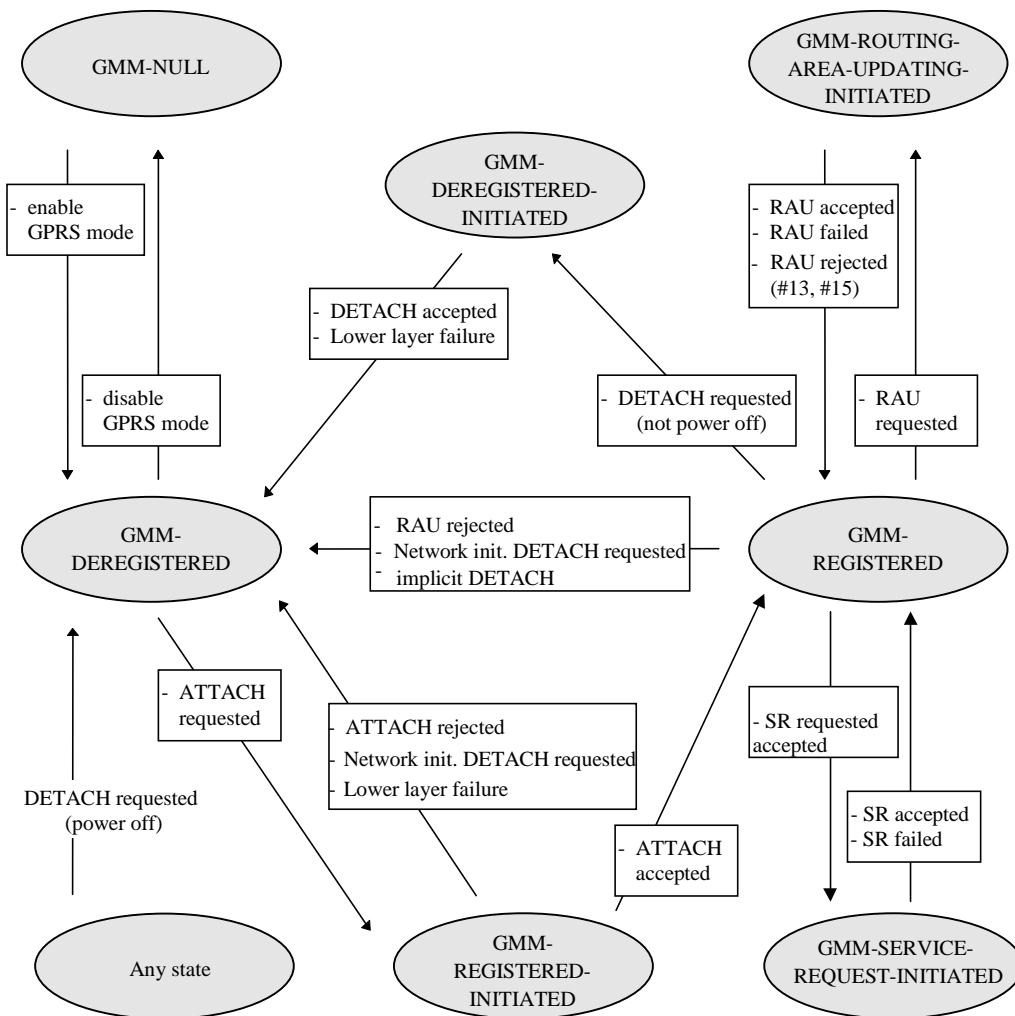 GMM-NULL
GMM-ROUTING-
AREA-UPDATING-
INITIATED
GMM-
DEREGISTERED-
INITIATED
- enable
GPRS mode
- RAU accepted
- RAU failed
- RAU rejected
(#13, #15)
- DETACH accepted
- Lower layer failure
- disable
GPRS mode
- DETACH requested
(not power off)
- RAU
requested
GMM-
DEREGISTERED
- RAU rejected
- Network init. DETACH requested
- implicit DETACH
GMM-
REGISTERED
- ATTACH
requested
- ATTACH rejected
- Network init. DETACH requested
- Lower layer failure
- SR requested
accepted
DETACH requested
(power off)
- ATTACH
accepted
- SR accepted
- SR failed
Any state
GMM-
REGISTERED-
INITIATED
GMM-SERVICE-
REQUEST-INITIATED